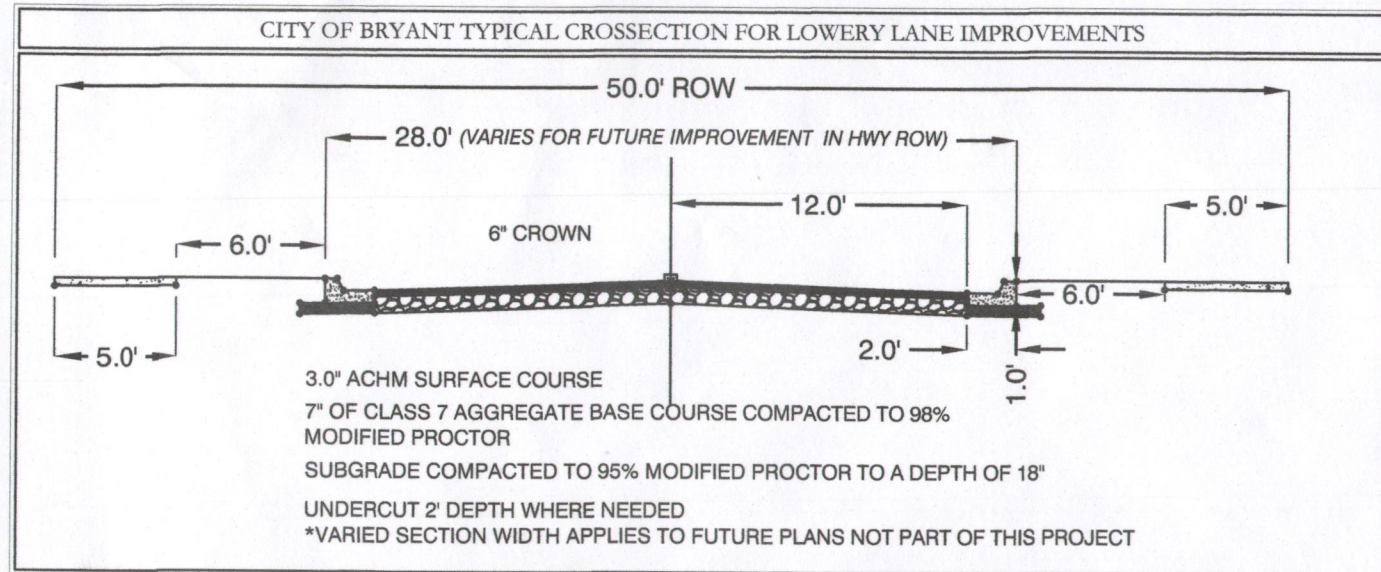 CITY OF BRYANT TYPICAL CROSSECTION FOR LOWERY LANE IMPROVEMENTS
50.0' ROW
28.0' (VARIES FOR FUTURE IMPROVEMENT IN HWY ROW)
12.0'
5.0'
6.0'
6" CROWN
6.0'
5.0'
2.0'
1.0'
3.0" ACHM SURFACE COURSE
7" OF CLASS 7 AGGREGATE BASE COURSE COMPACTED TO 98%
MODIFIED PROCTOR
SUBGRADE COMPACTED TO 95% MODIFIED PROCTOR TO A DEPTH OF 18"
UNDERCUT 2' DEPTH WHERE NEEDED
*VARIED SECTION WIDTH APPLIES TO FUTURE PLANS NOT PART OF THIS PROJECT